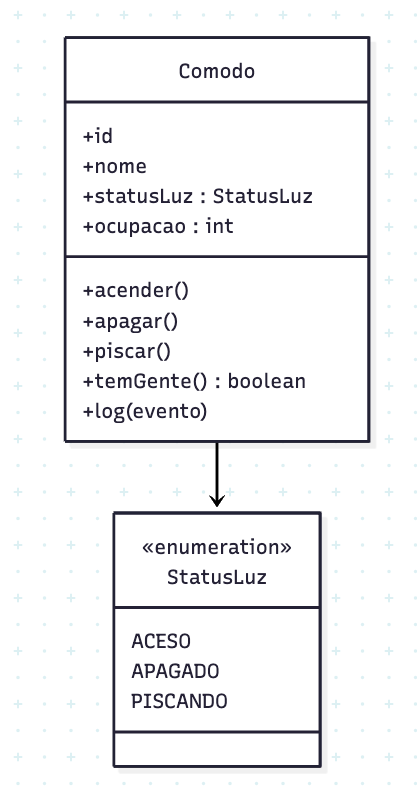 Comodo
+id
+nome
+statusLuz : StatusLuz
+ocupacao : int
+acender()
+apagar()
+piscar()
+temGente() : boolean
+log(evento)
«enumeration»
StatusLuz
ACESO
APAGADO
PISCANDO